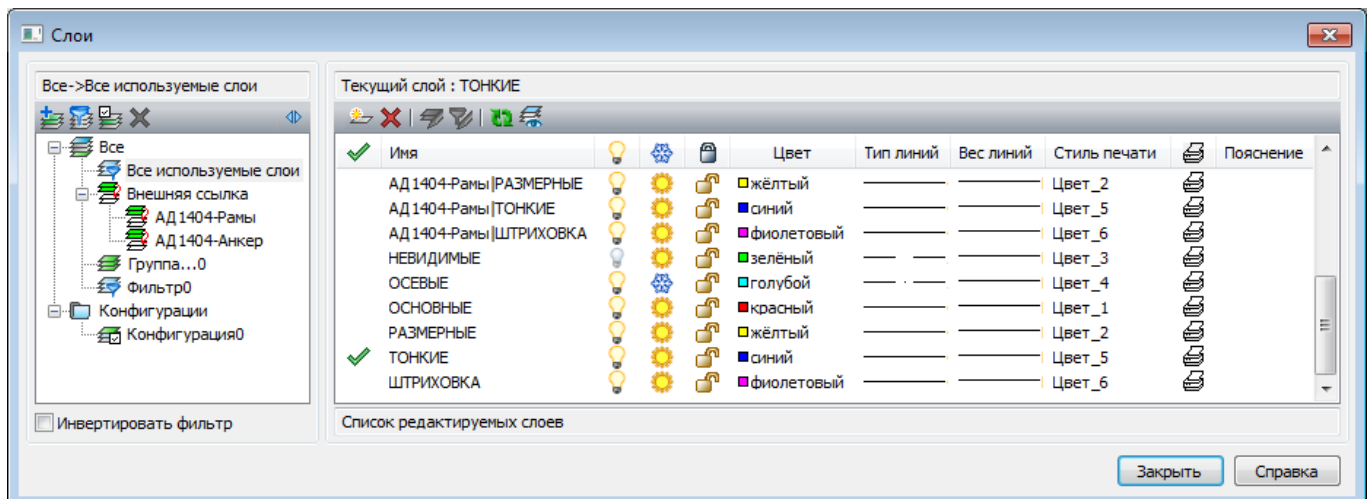 Слои
Все->Все используемые слои
Все
Все используемые слои
Внешняя ссылка
АД1404-Рамы
АД1404-Анкер
Группа...0
Фильтр0
Конфигурации
Конфигурация0
Инвертировать фильтр
Текущий слой : ТОНКИЕ
Имя Цвет Тип линий Вес линий Стиль печати Пояснение
АД1404-Рамы|РАЗМЕРНЫЕ жёлтый Цвет_2
АД1404-Рамы|ТОНКИЕ синий Цвет_5
АД1404-Рамы|ШТРИХОВКА фиолетовый Цвет_6
НЕВИДИМЫЕ зелёный Цвет_3
ОСЕВЫЕ голубой Цвет_4
ОСНОВНЫЕ красный Цвет_1
РАЗМЕРНЫЕ жёлтый Цвет_2
ТОНКИЕ синий Цвет_5
ШТРИХОВКА фиолетовый Цвет_6
Список редактируемых слоев
Закрыть Справка